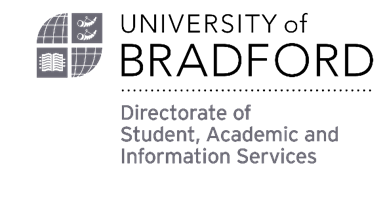 UNIVERSITY of
BRADFORD
Directorate of
Student, Academic and
Information Services